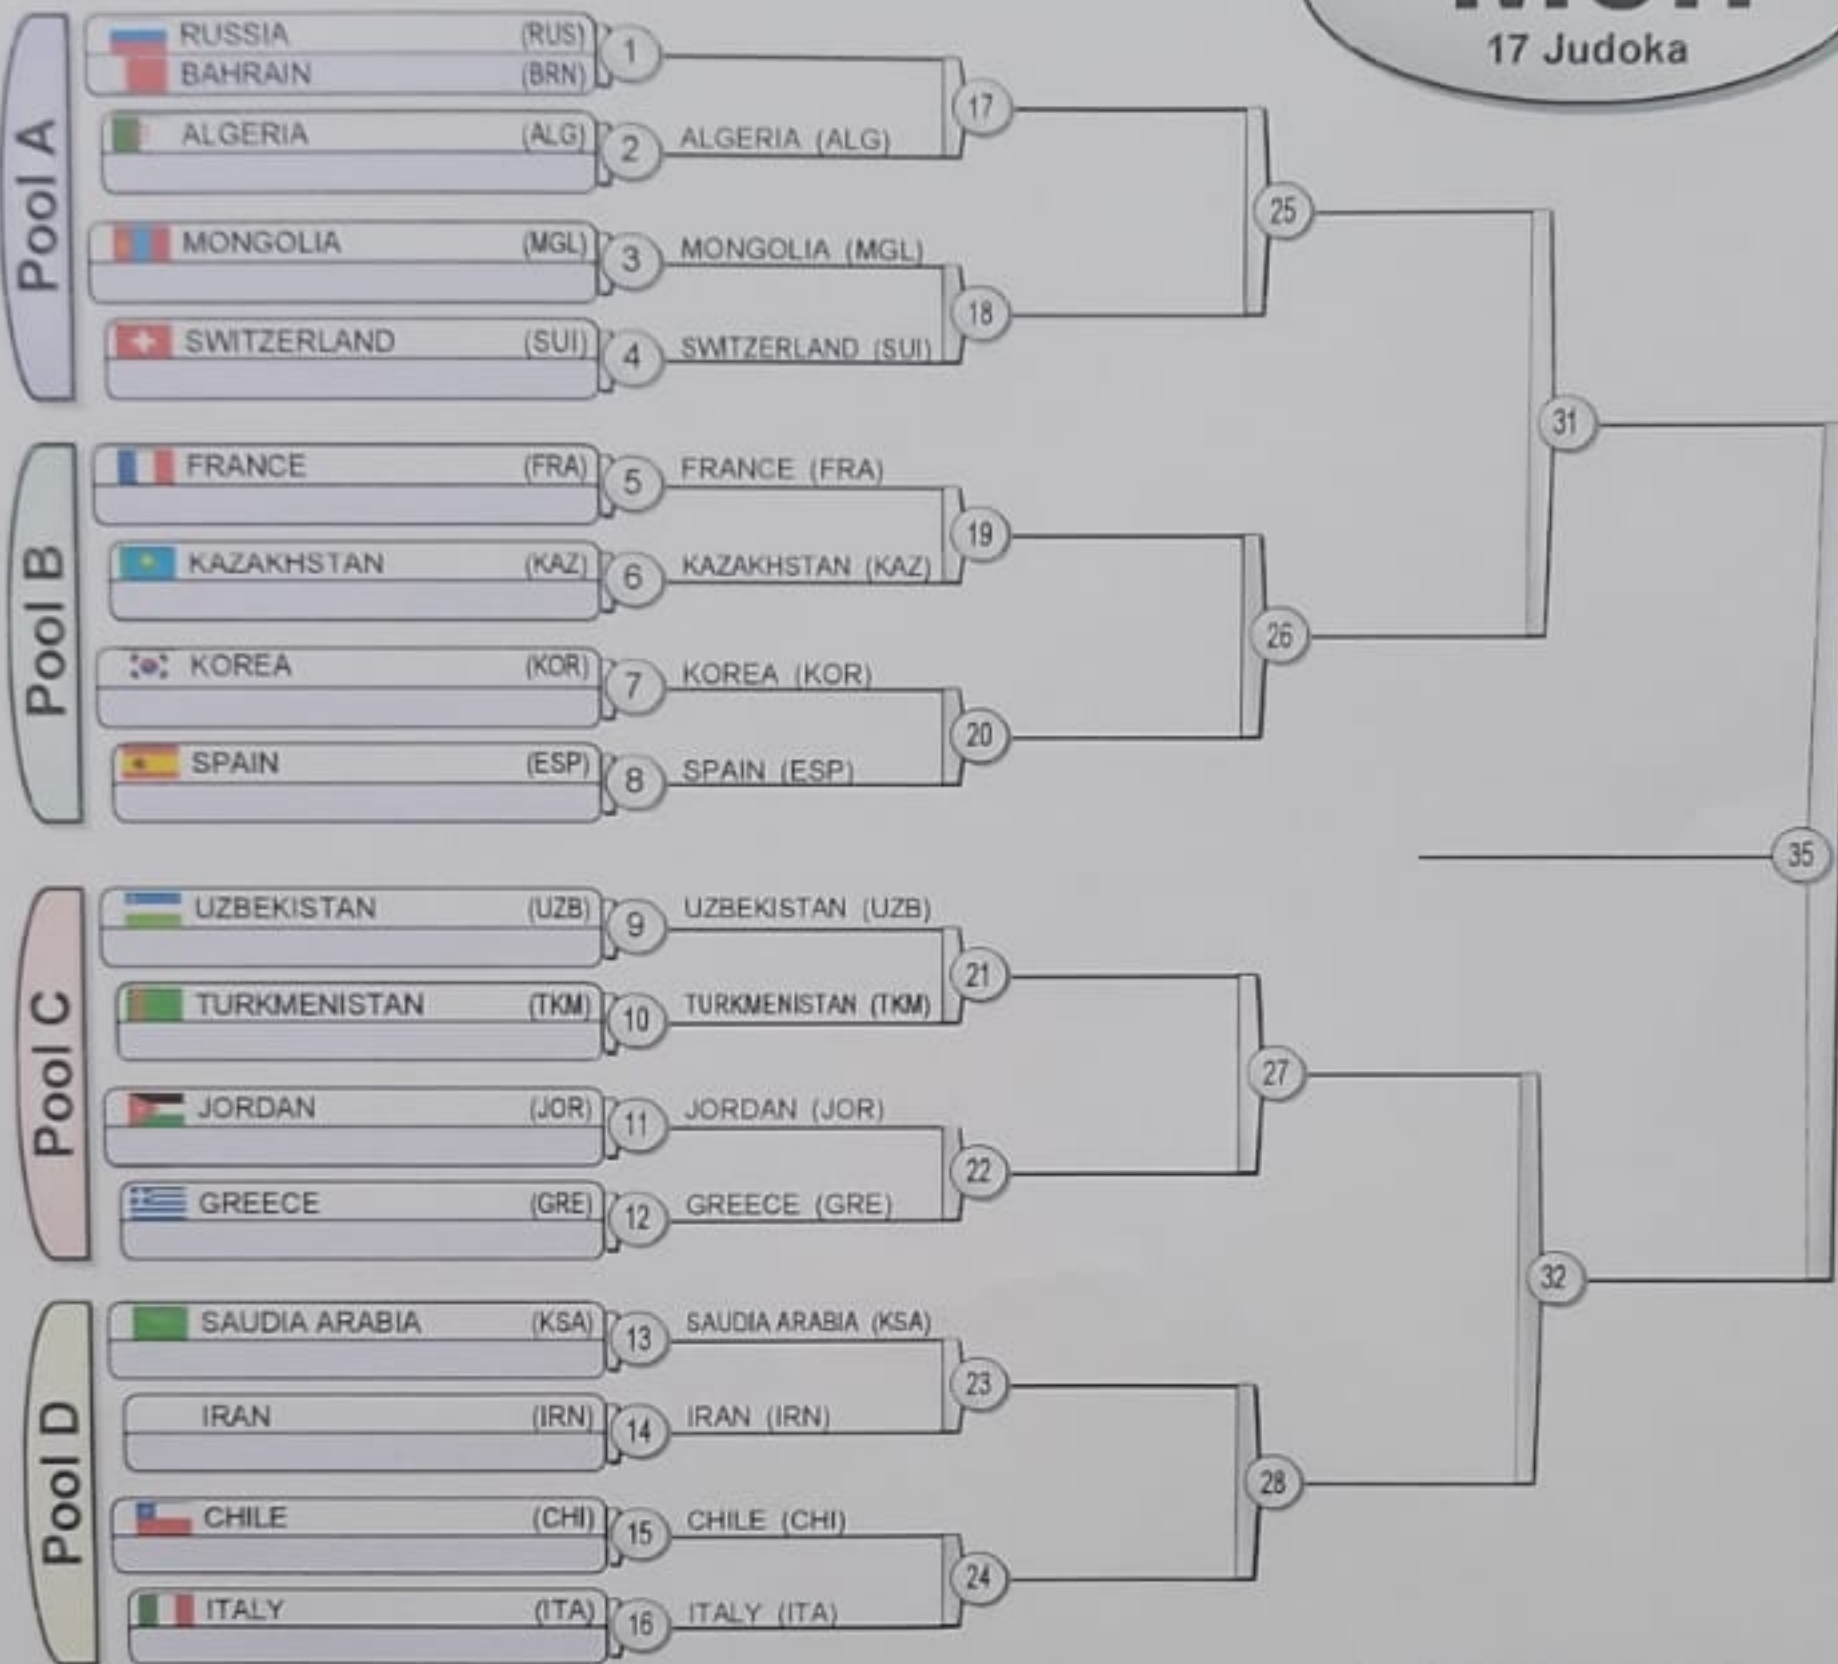 17 Judoka
Pool A
RUSSIA (RUS) 1
BAHRAIN (BRN)
17
ALGERIA (ALG) 2 ALGERIA (ALG)
25
MONGOLIA (MGL) 3 MONGOLIA (MGL)
18
SWITZERLAND (SUI) 4 SWITZERLAND (SUI)
31
Pool B
FRANCE (FRA) 5 FRANCE (FRA)
19
KAZAKHSTAN (KAZ) 6 KAZAKHSTAN (KAZ)
26
KOREA (KOR) 7 KOREA (KOR)
20
SPAIN (ESP) 8 SPAIN (ESP)
35
Pool C
UZBEKISTAN (UZB) 9 UZBEKISTAN (UZB)
21
TURKMENISTAN (TKM) 10 TURKMENISTAN (TKM)
27
JORDAN (JOR) 11 JORDAN (JOR)
22
GREECE (GRE) 12 GREECE (GRE)
32
Pool D
SAUDIA ARABIA (KSA) 13 SAUDIA ARABIA (KSA)
23
IRAN (IRN) 14 IRAN (IRN)
28
CHILE (CHI) 15 CHILE (CHI)
24
ITALY (ITA) 16 ITALY (ITA)